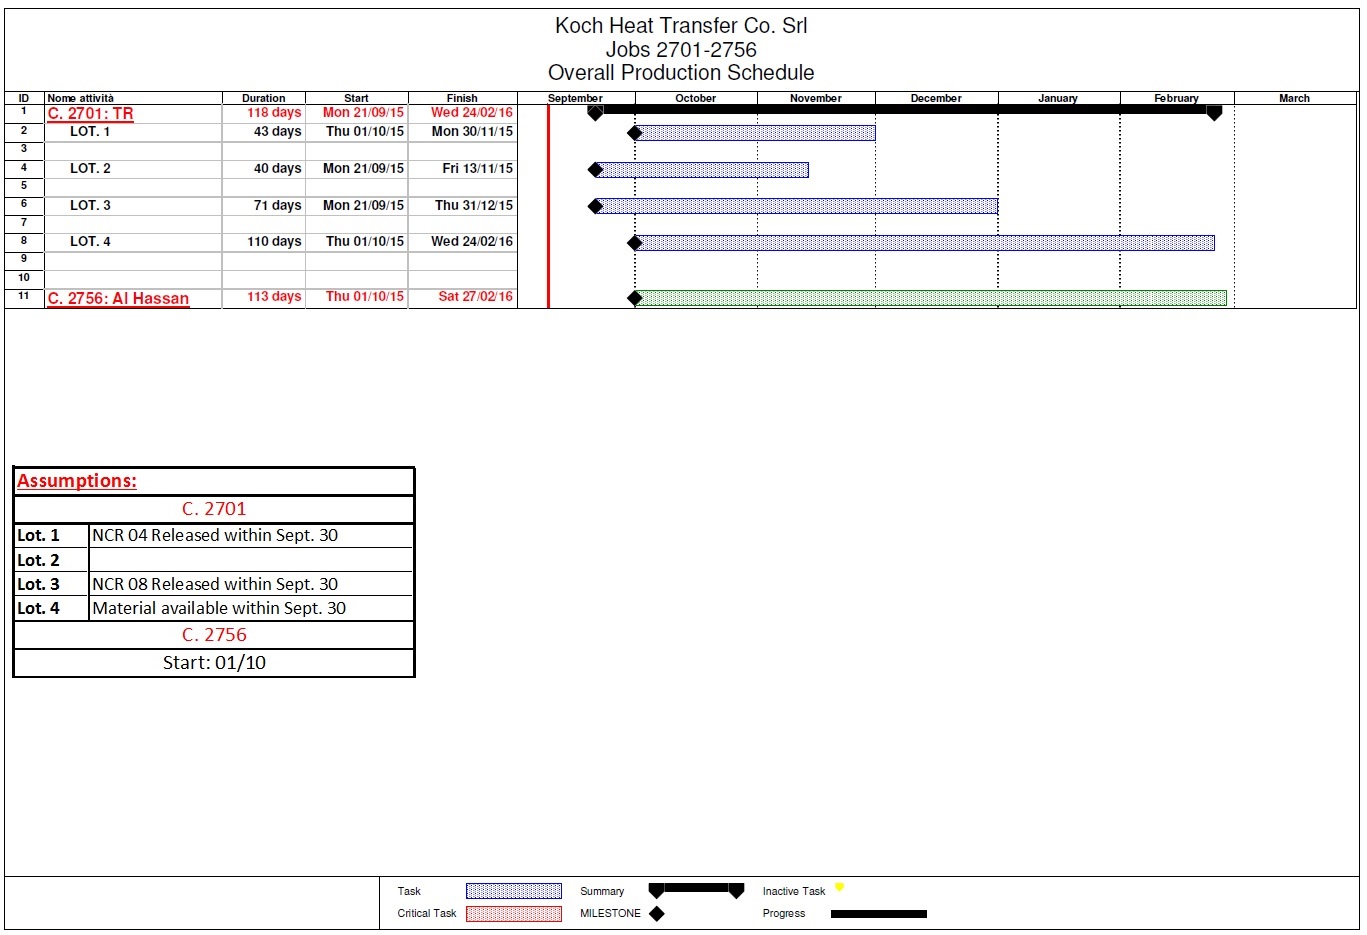 Koch Heat Transfer Co. Srl
Jobs 2701-2756
Overall Production Schedule
ID Nome attività Duration Start Finish September October November December January February March
1 C. 2701: TR 118 days Mon 21/09/15 Wed 24/02/16
2 LOT. 1 43 days Thu 01/10/15 Mon 30/11/15
3
4 LOT. 2 40 days Mon 21/09/15 Fri 13/11/15
5
6 LOT. 3 71 days Mon 21/09/15 Thu 31/12/15
7
8 LOT. 4 110 days Thu 01/10/15 Wed 24/02/16
9
10
11 C. 2756: Al Hassan 113 days Thu 01/10/15 Sat 27/02/16
Assumptions:
C. 2701
Lot. 1 NCR 04 Released within Sept. 30
Lot. 2
Lot. 3 NCR 08 Released within Sept. 30
Lot. 4 Material available within Sept. 30
C. 2756
Start: 01/10
Task Summary Inactive Task
Critical Task MILESTONE Progress